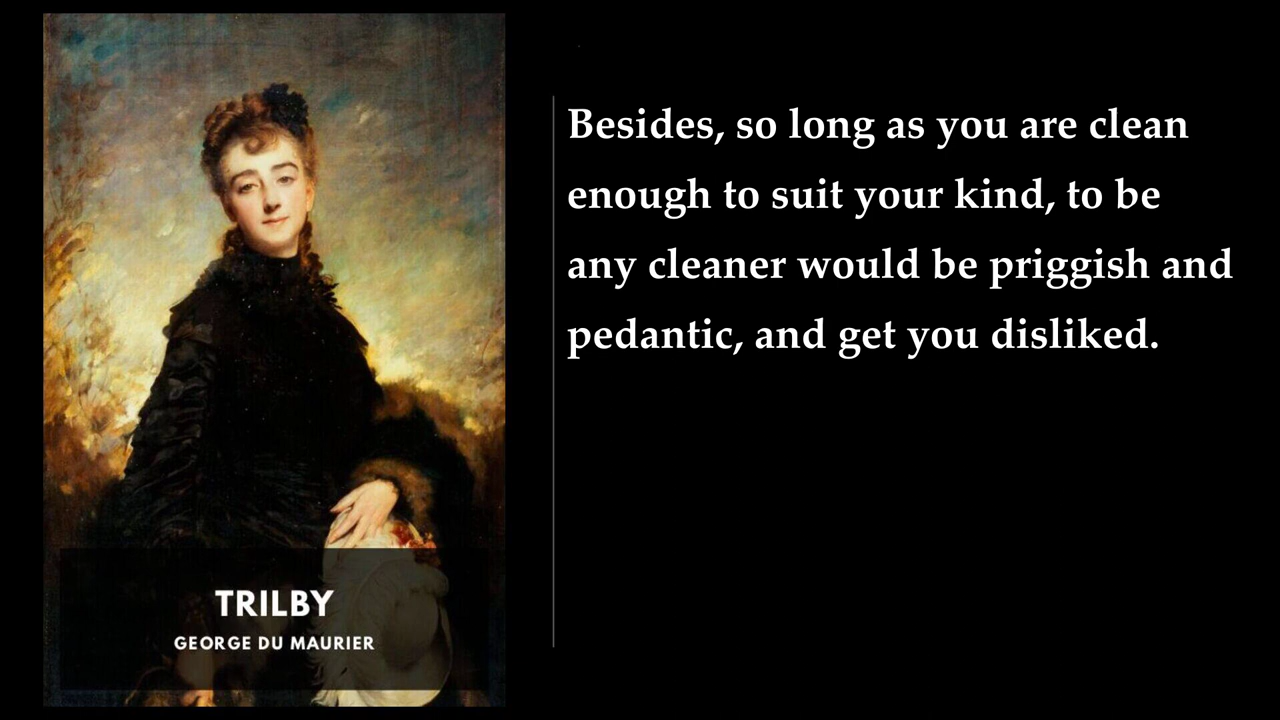 TRILBY
GEORGE DU MAURIER
Besides, so long as you are clean
enough to suit your kind, to be
any cleaner would be priggish and
pedantic, and get you disliked.